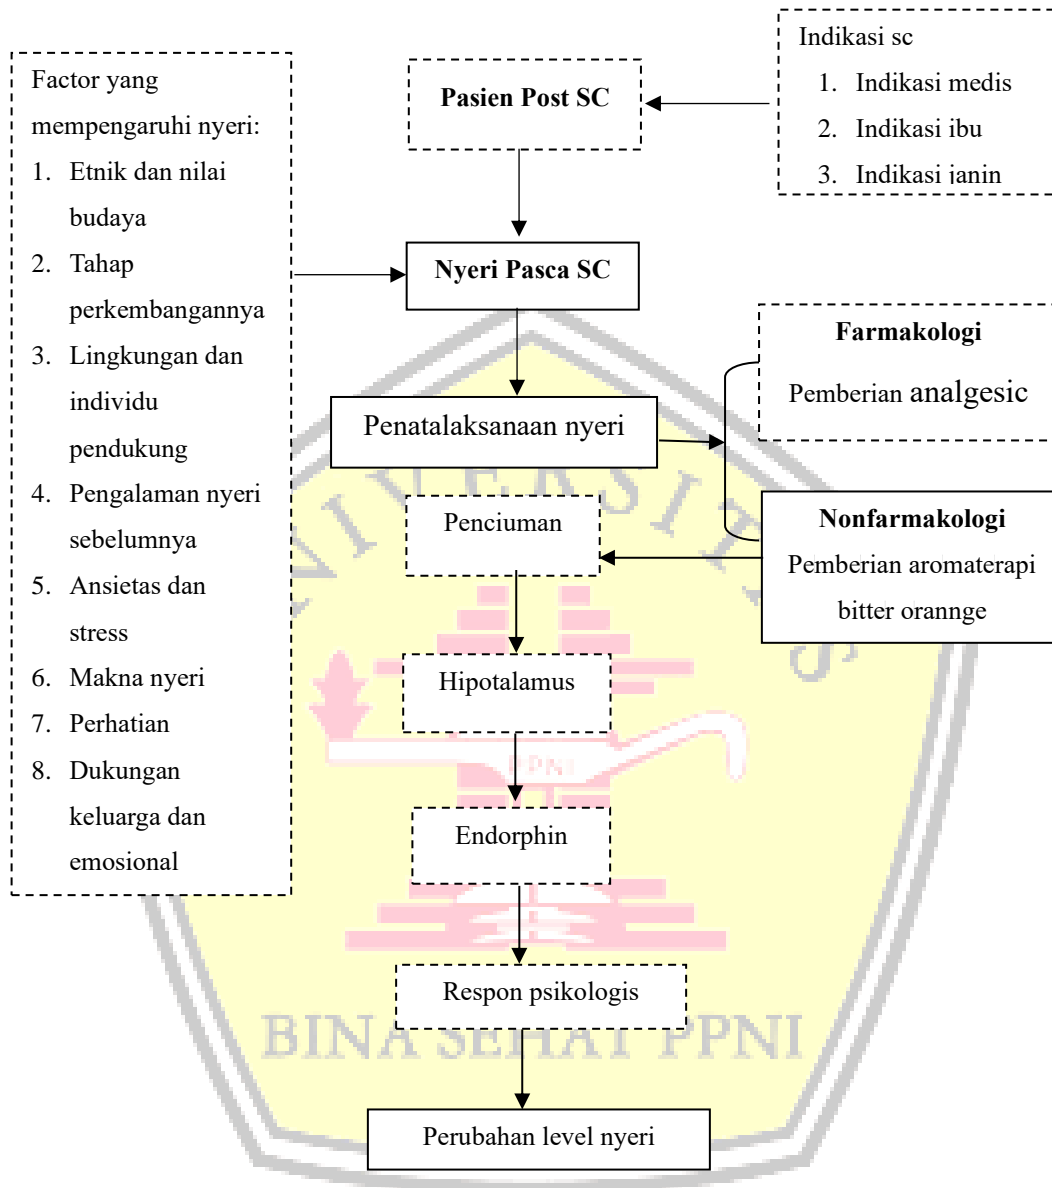 Indikasi sc
1. Indikasi medis
2. Indikasi ibu
3. Indikasi janin
Pasien Post SC
Factor yang
mempengaruhi nyeri:
1. Etnik dan nilai
budaya
2. Tahap
perkembangannya
3. Lingkungan dan
individu
pendukung
4. Pengalaman nyeri
sebelumnya
5. Ansietas dan
stress
6. Makna nyeri
7. Perhatian
8. Dukungan
keluarga dan
emosional
Nyeri Pasca SC
Farmakologi
Pemberian analgesic
Penatalaksanaan nyeri
Nonfarmakologi
Pemberian aromaterapi
bitter orannge
Penciuman
Hipotalamus
Endorphin
Respon psikologis
Perubahan level nyeri
UNIVERSITAS
PPNI
BINA SEHAT PPNI